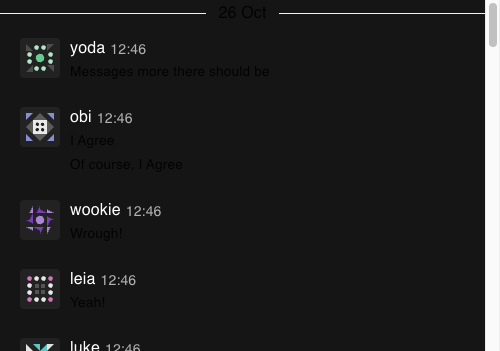 26 Oct
yoda 12:46
Messages more there should be
obi 12:46
I Agree
Of course, I Agree
wookie 12:46
Wrough!
leia 12:46
Yeah!
luke 12:46